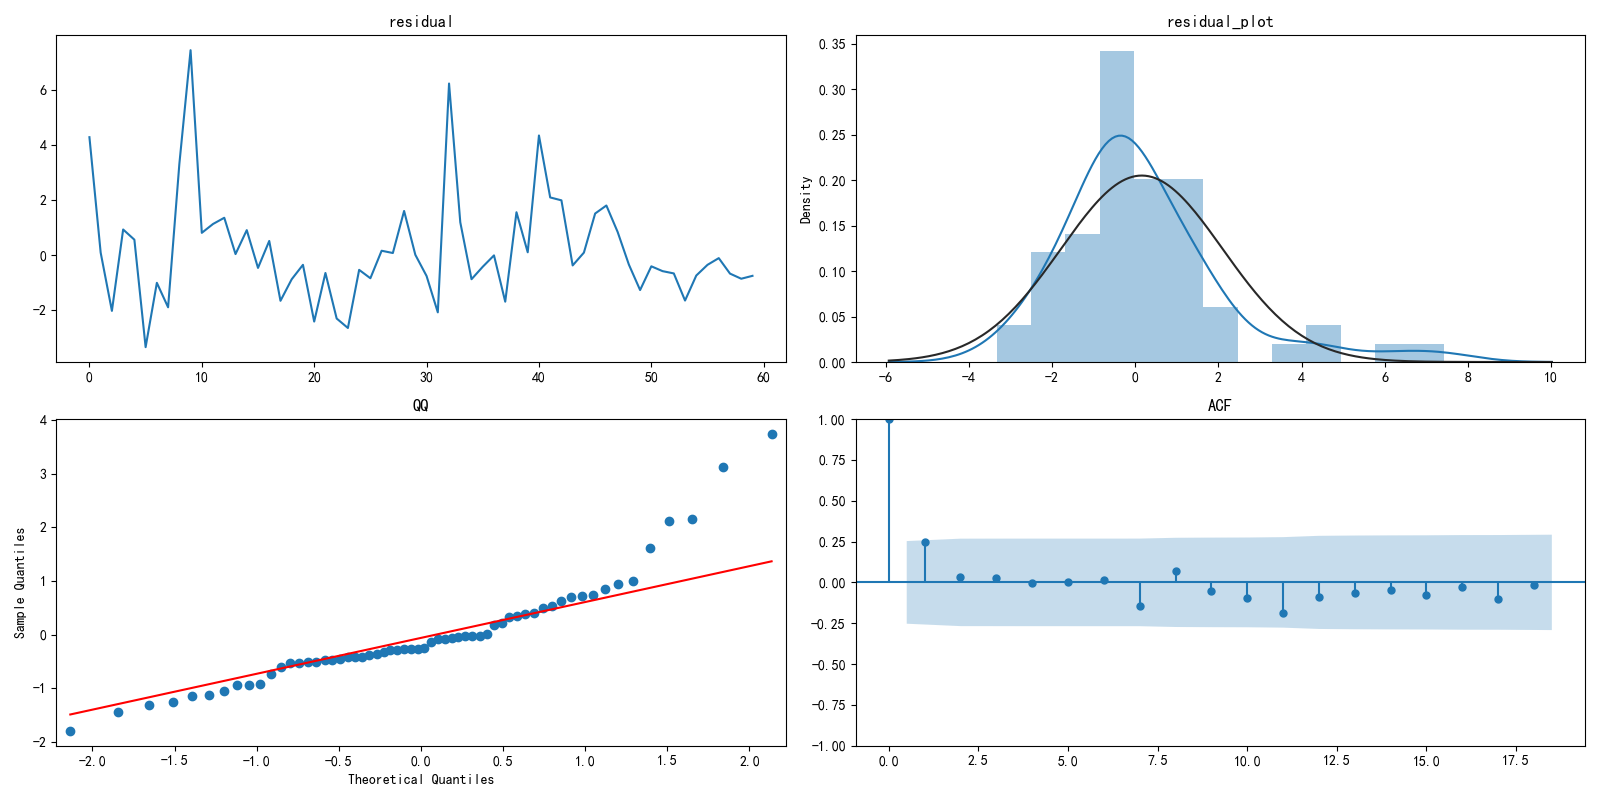 residual
6
4
2
0
−2
0 10 20 30 40 50 60
residual_plot
Density
0.35
0.30
0.25
0.20
0.15
0.10
0.05
0.00
−6 −4 −2 0 2 4 6 8 10
QQ
Sample Quantiles
4
3
2
1
0
−1
−2
−2.0 −1.5 −1.0 −0.5 0.0 0.5 1.0 1.5 2.0
Theoretical Quantiles
ACF
1.00
0.75
0.50
0.25
0.00
−0.25
−0.50
−0.75
−1.00
0.0 2.5 5.0 7.5 10.0 12.5 15.0 17.5